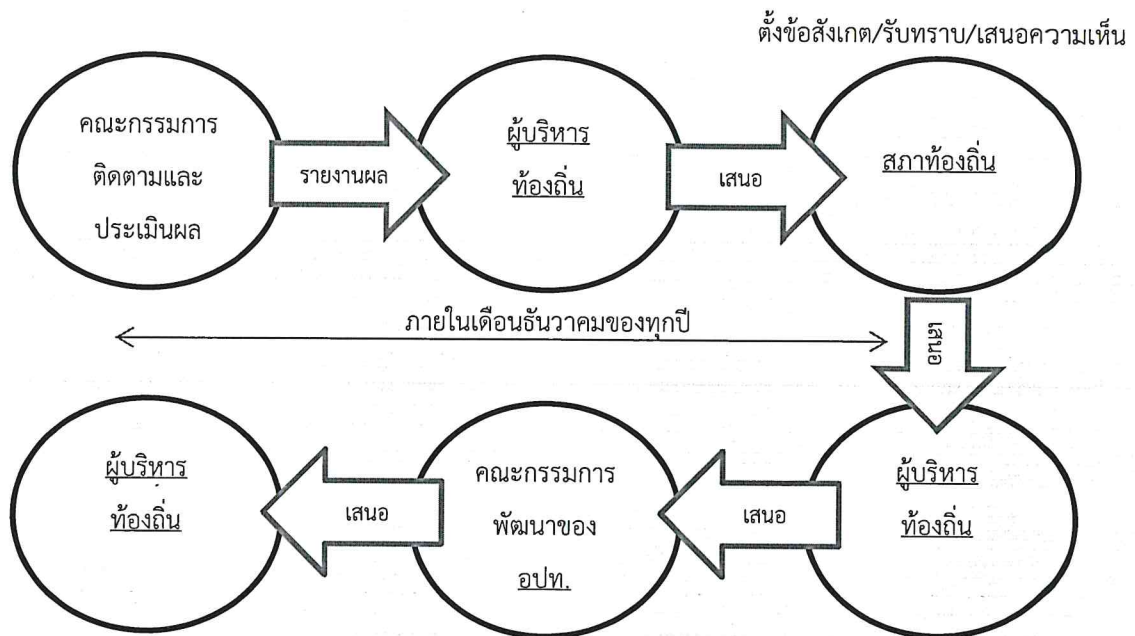 ตั้งข้อสังเกต/รับทราบ/เสนอความเห็น
คณะกรรมการ
ติดตามและ
ประเมินผล
รายงานผล
ผู้บริหาร
ท้องถิ่น
เสนอ
สภาท้องถิ่น
ภายในเดือนธันวาคมของทุกปี
เสนอ
ผู้บริหาร
ท้องถิ่น
เสนอ
คณะกรรมการ
พัฒนาของ
อปท.
เสนอ
ผู้บริหาร
ท้องถิ่น